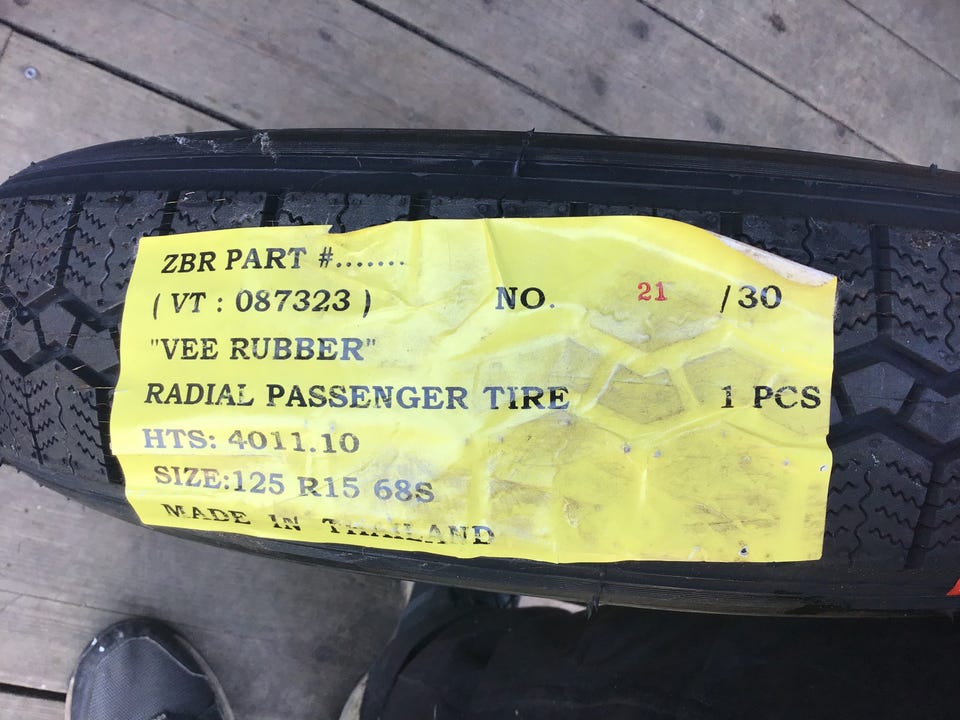 ZBR PART #.......
( VT : 087323 ) NO. 21 /30
"VEE RUBBER"
RADIAL PASSENGER TIRE 1 PCS
HTS: 4011.10
SIZE:125 R15 68S
MADE IN THAILAND